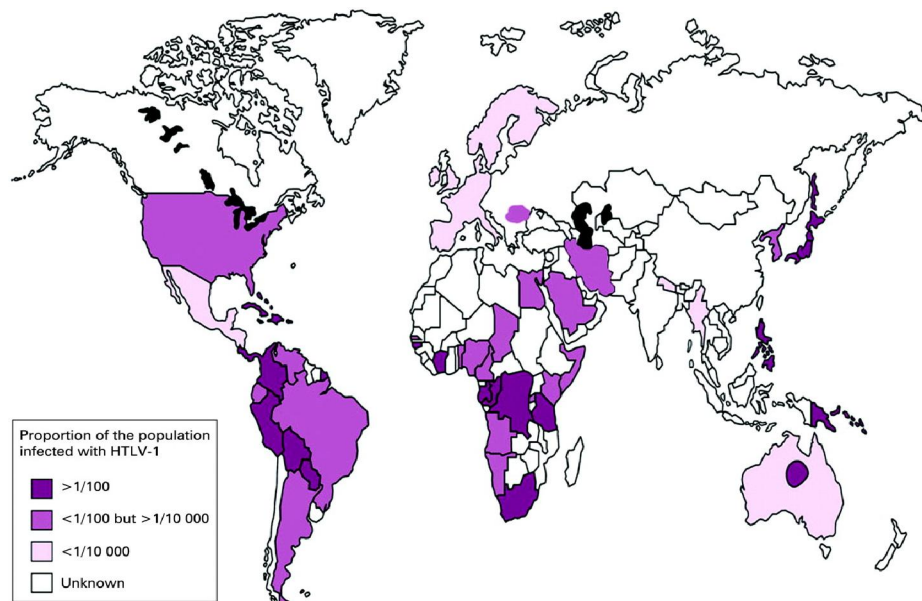 Proportion of the population
infected with HTLV-1
>1/100
<1/100 but >1/10 000
<1/10 000
Unknown